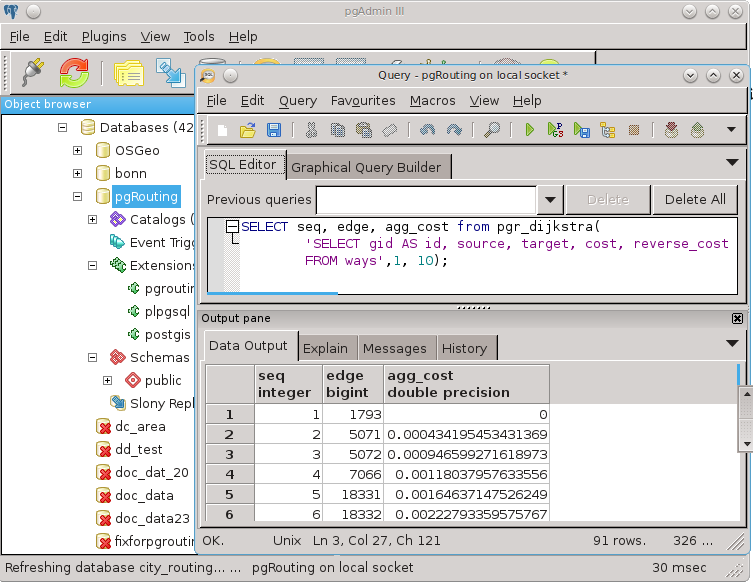 pgAdmin III
File Edit Plugins View Tools Help
Object browser
Databases (42
OSGeo
bonn
pgRouting
Catalogs (
Event Trigg
Extensions
pgroutin
plpgsql
postgis
Schemas
public
Slony Repl
dc_area
dd_test
doc_dat_20
doc_data
doc_data23
fixforpgroutin
Query - pgRouting on local socket *
File Edit Query Favourites Macros View Help
SQL Editor Graphical Query Builder
Previous queries Delete Delete All
SELECT seq, edge, agg_cost from pgr_dijkstra(
'SELECT gid AS id, source, target, cost, reverse_cost
FROM ways',1, 10);
Output pane
Data Output Explain Messages History
seq edge agg_cost
integer bigint double precision
1 1 1793 0
2 2 5071 0.000434195453431369
3 3 5072 0.000946599271618973
4 4 7066 0.00118037957633556
5 5 18331 0.00164637147526249
6 6 18332 0.00222793359575767
OK. Unix Ln 3, Col 27, Ch 121 91 rows. 326 ...
Refreshing database city_routing... ... pgRouting on local socket 30 msec